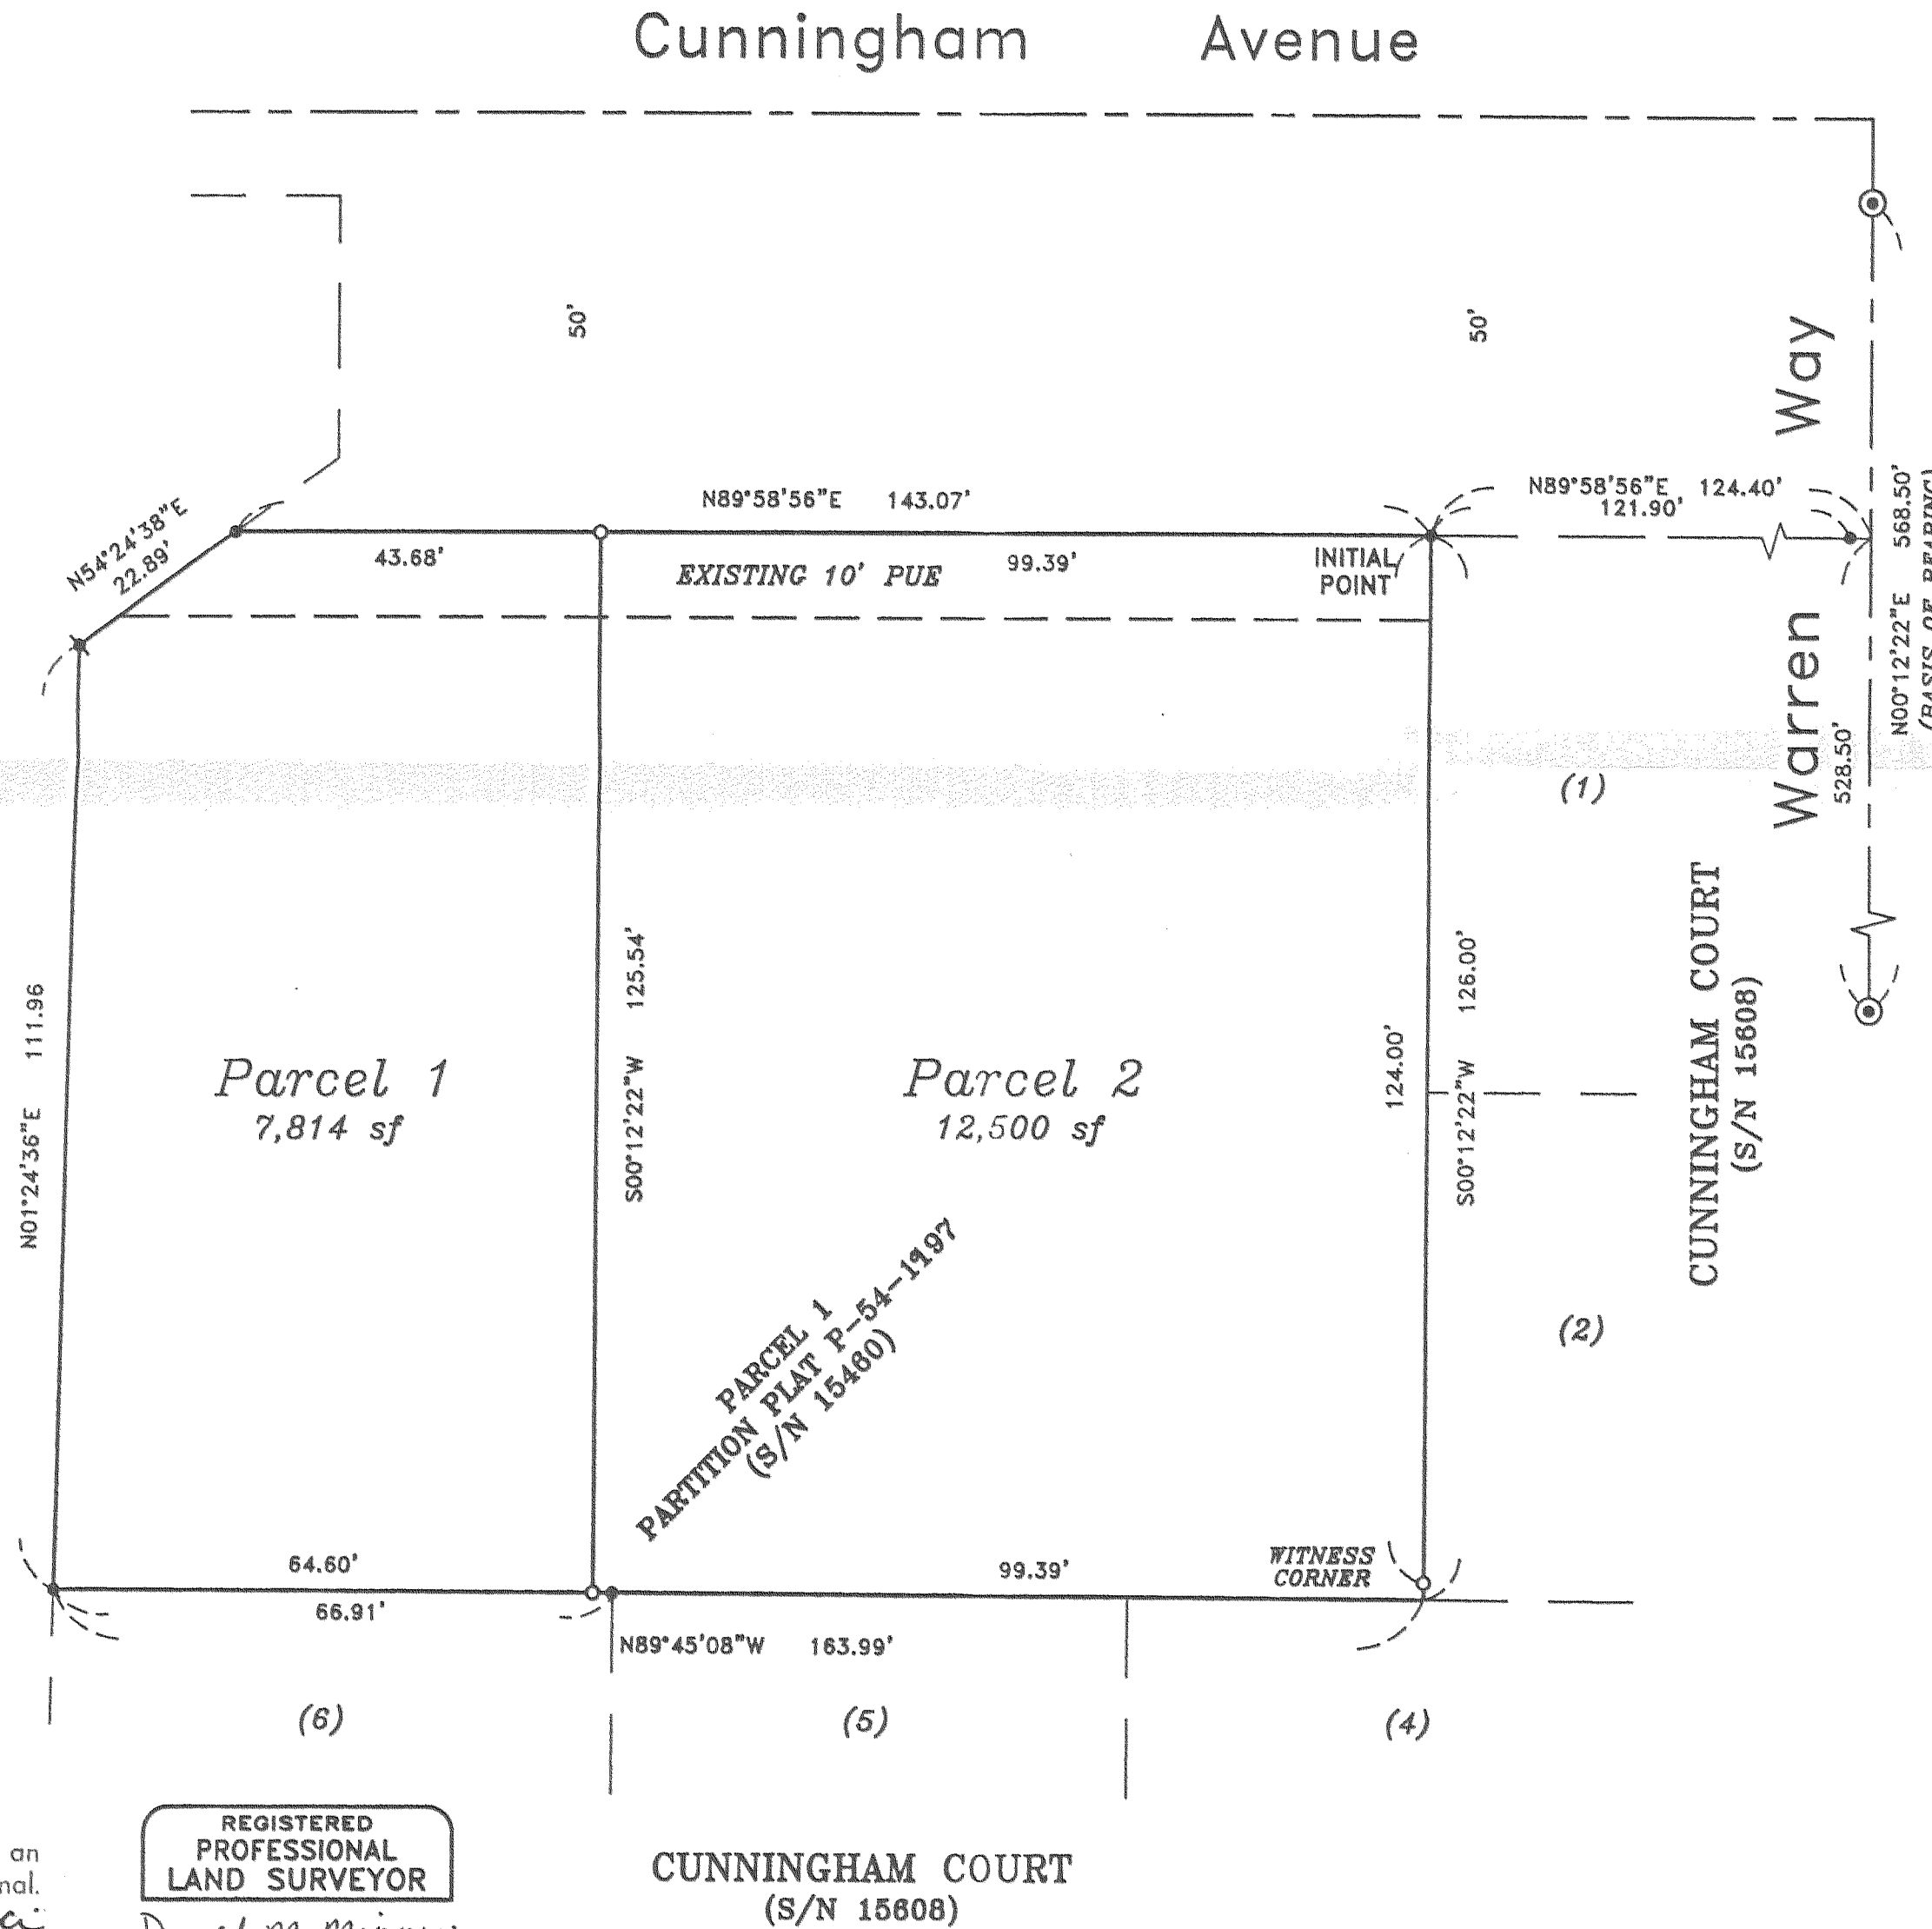 Cunningham Avenue
50'
50'
Warren Way
N89°58'56"E 143.07'
N89°58'56"E 124.40'
121.90'
N54°24'38"E
22.89'
43.68'
EXISTING 10' PUE
99.39'
INITIAL
POINT
N00°12'22"E 568.50'
(BASIS OF BEARING)
528.50'
(1)
N01°24'36"E 111.96
S00°12'22"W 125.54'
124.00'
S00°12'22"W 126.00'
CUNNINGHAM COURT
(S/N 15608)
Parcel 1
7,814 sf
Parcel 2
12,500 sf
PARCEL 1
PARTITION PLAT P-54-1997
(S/N 15460)
(2)
64.60'
66.91'
99.39'
WITNESS
CORNER
N89°45'08"W 163.99'
(6)
(5)
(4)
REGISTERED
PROFESSIONAL
LAND SURVEYOR
an
nal.
CUNNINGHAM COURT
(S/N 15608)